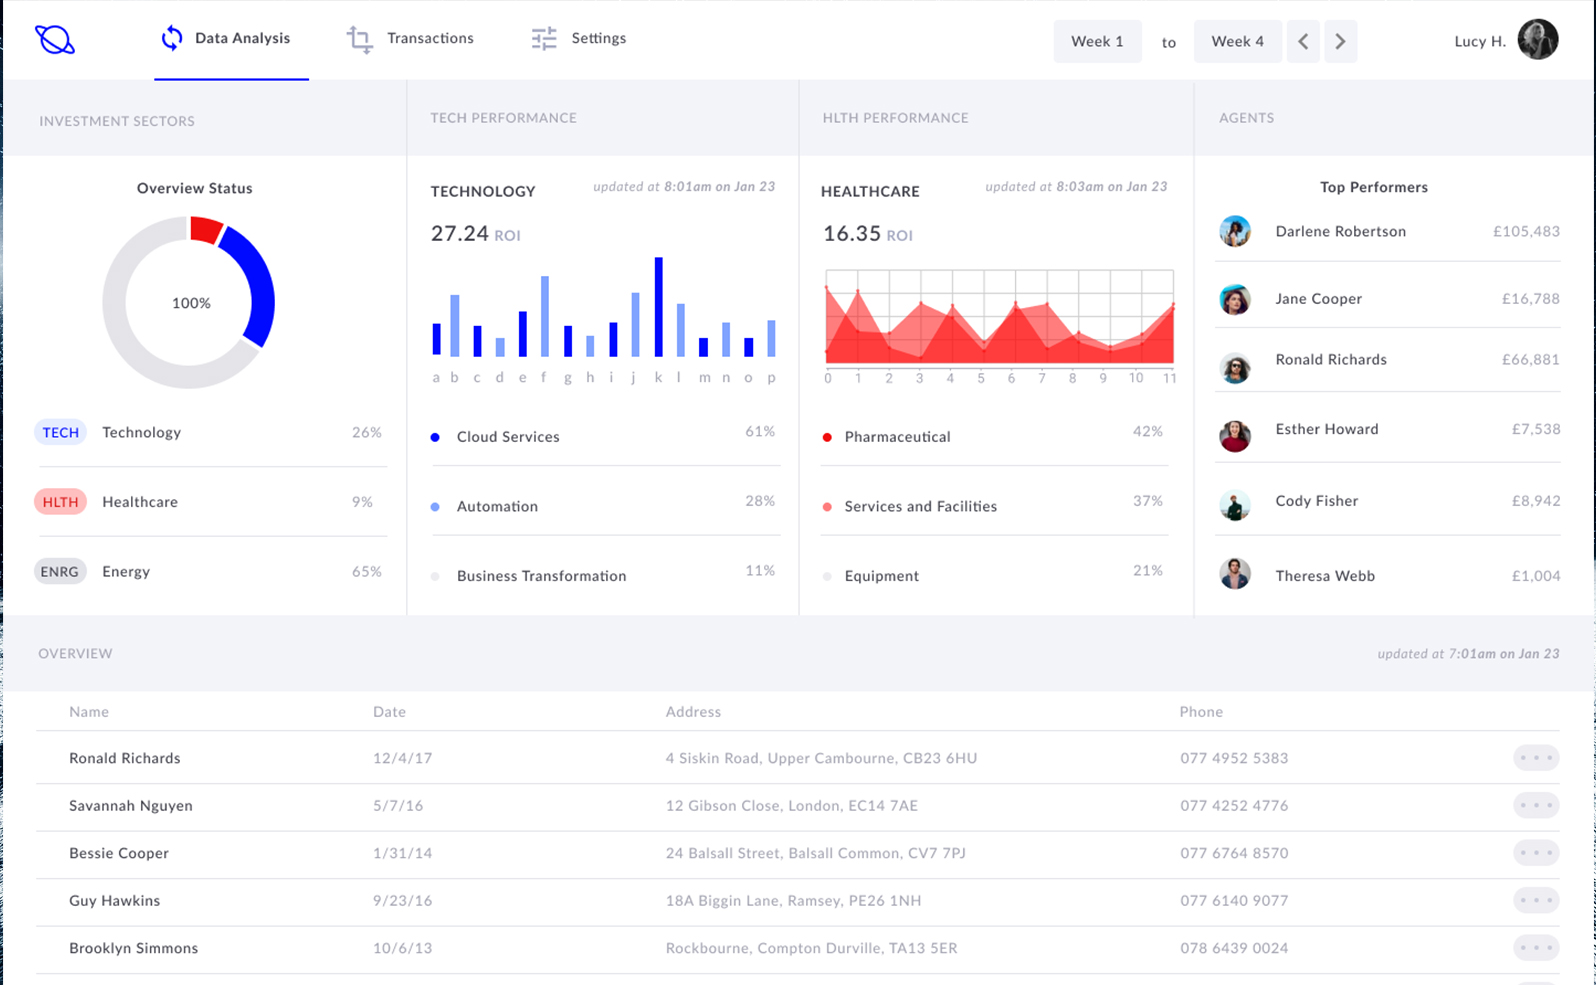 Data Analysis
Transactions
Settings
Week 1
to
Week 4
Lucy H.
INVESTMENT SECTORS
TECH PERFORMANCE
HLTH PERFORMANCE
AGENTS
Overview Status
100%
TECH Technology 26%
HLTH Healthcare 9%
ENRG Energy 65%
TECHNOLOGY
updated at 8:01am on Jan 23
27.24 ROI
a b c d e f g h i j k l m n o p
Cloud Services 61%
Automation 28%
Business Transformation 11%
HEALTHCARE
updated at 8:03am on Jan 23
16.35 ROI
0 1 2 3 4 5 6 7 8 9 10 11
Pharmaceutical 42%
Services and Facilities 37%
Equipment 21%
Top Performers
Darlene Robertson £105,483
Jane Cooper £16,788
Ronald Richards £66,881
Esther Howard £7,538
Cody Fisher £8,942
Theresa Webb £1,004
OVERVIEW
updated at 7:01am on Jan 23
Name Date Address Phone
Ronald Richards 12/4/17 4 Siskin Road, Upper Cambourne, CB23 6HU 077 4952 5383
Savannah Nguyen 5/7/16 12 Gibson Close, London, EC14 7AE 077 4252 4776
Bessie Cooper 1/31/14 24 Balsall Street, Balsall Common, CV7 7PJ 077 6764 8570
Guy Hawkins 9/23/16 18A Biggin Lane, Ramsey, PE26 1NH 077 6140 9077
Brooklyn Simmons 10/6/13 Rockbourne, Compton Durville, TA13 5ER 078 6439 0024